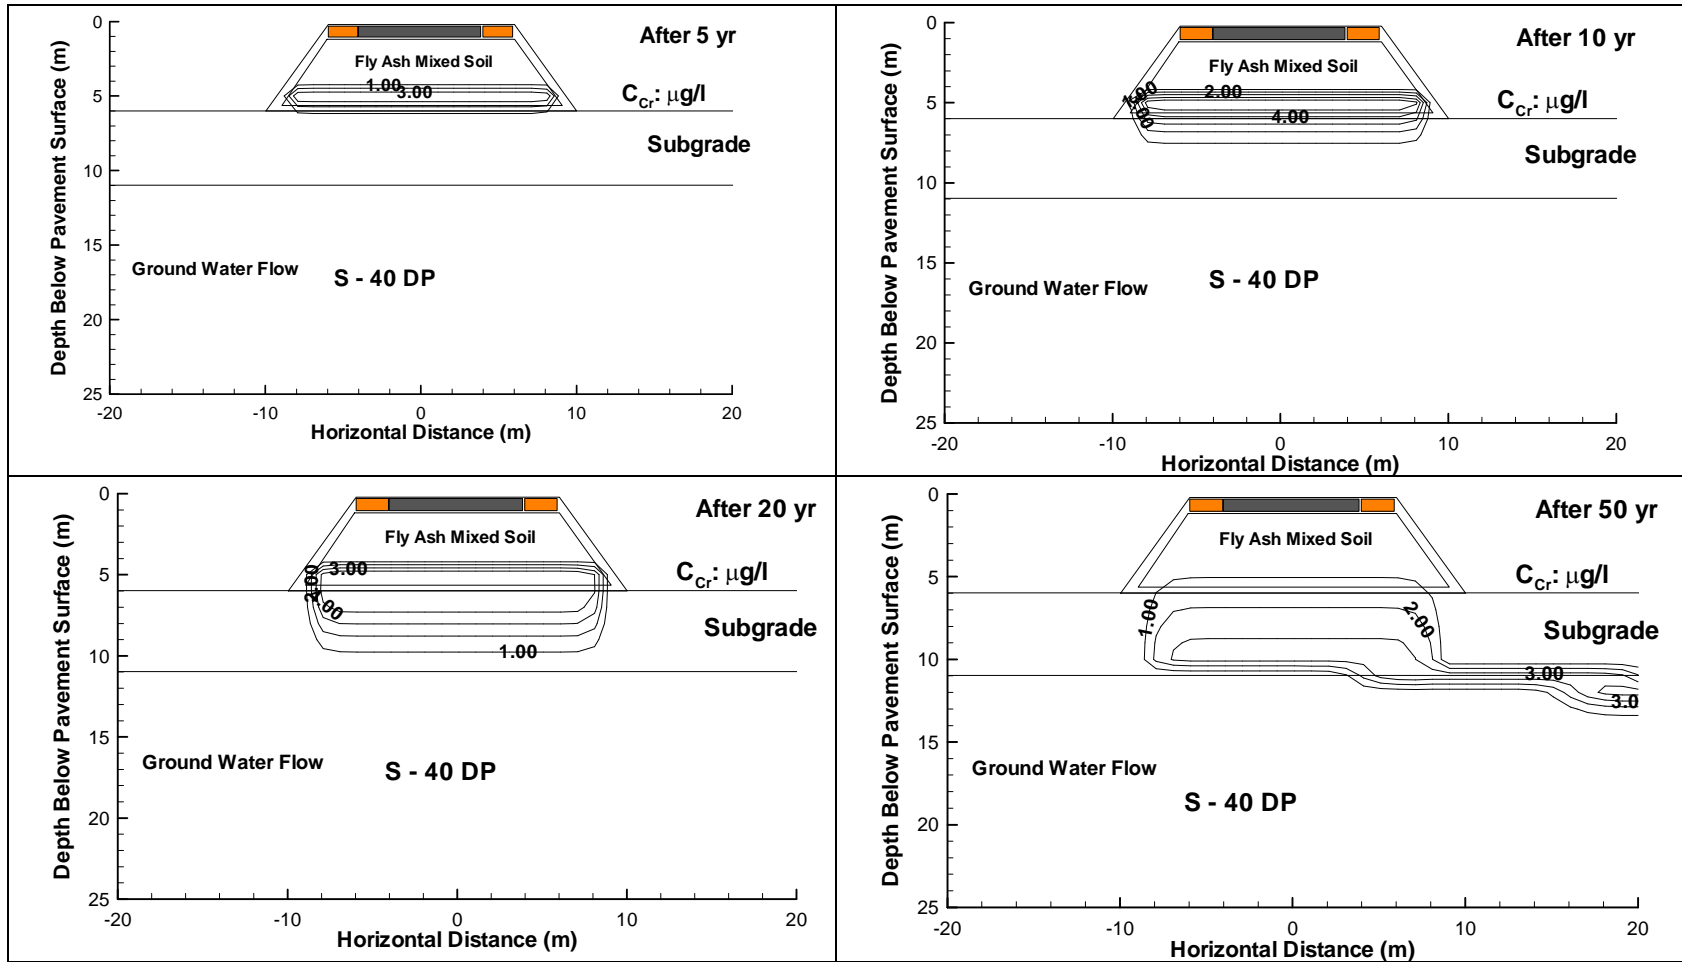 0
5
10
15
20
25
-20
-10
0
10
20
Depth Below Pavement Surface (m)
Horizontal Distance (m)
After 5 yr
Fly Ash Mixed Soil
1.00
3.00
C_Cr: μg/l
Subgrade
Ground Water Flow
S - 40 DP
0
5
10
15
20
25
-20
-10
0
10
20
Depth Below Pavement Surface (m)
Horizontal Distance (m)
After 10 yr
Fly Ash Mixed Soil
2.00
4.00
C_Cr: μg/l
Subgrade
Ground Water Flow
S - 40 DP
0
5
10
15
20
25
-20
-10
0
10
20
Depth Below Pavement Surface (m)
Horizontal Distance (m)
After 20 yr
Fly Ash Mixed Soil
3.00
1.00
C_Cr: μg/l
Subgrade
Ground Water Flow
S - 40 DP
0
5
10
15
20
25
-20
-10
0
10
20
Depth Below Pavement Surface (m)
Horizontal Distance (m)
After 50 yr
Fly Ash Mixed Soil
1.00
2.00
3.00
3.0
C_Cr: μg/l
Subgrade
Ground Water Flow
S - 40 DP